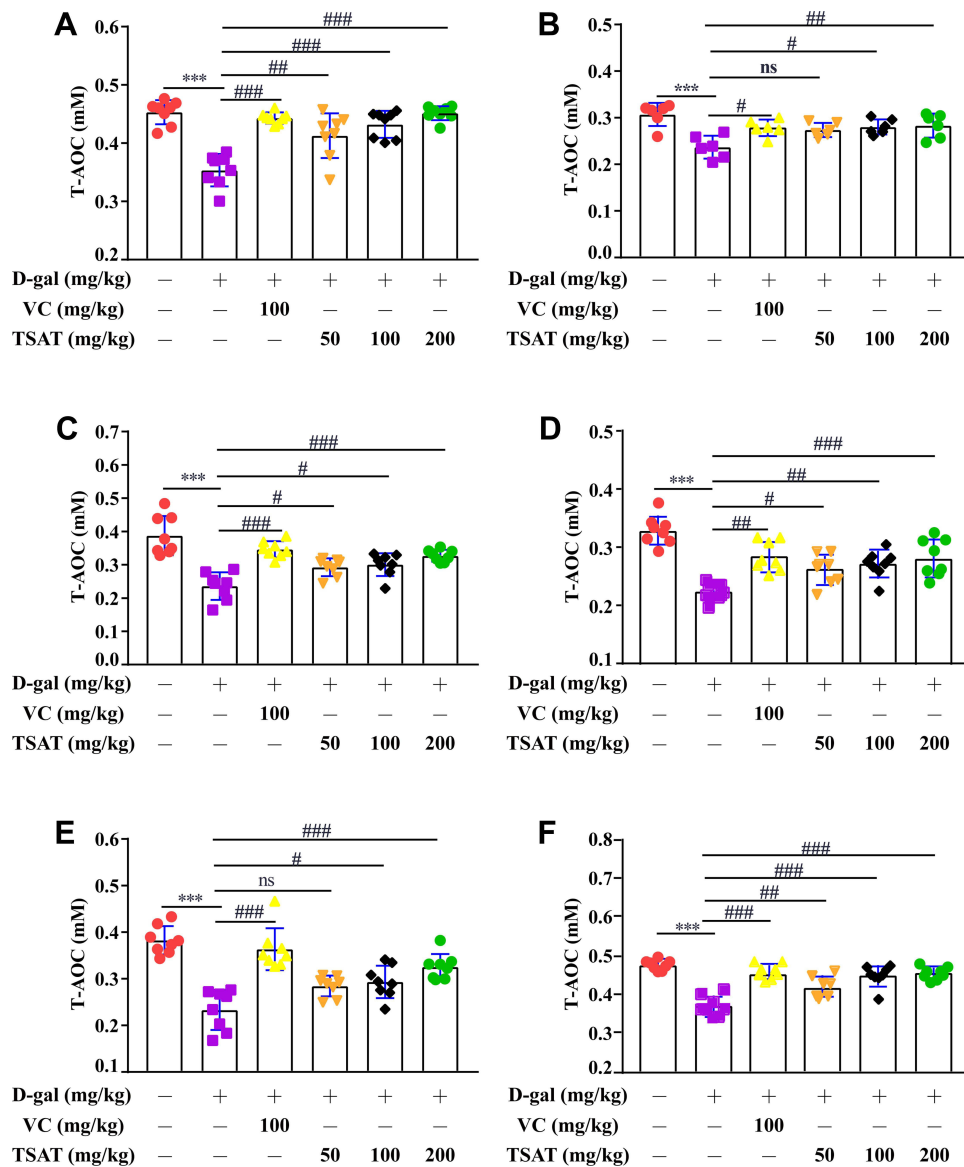 A
B
0.6 ### 0.5 ##
### #
0.5 *** ## 0.4 *** ns
### #
T-AOC (mM) 0.4 T-AOC (mM) 0.3
0.2
0.3 0.1
0.2 0.0
D-gal (mg/kg) – + + + + + D-gal (mg/kg) – + + + + +
VC (mg/kg) – – 100 – – – VC (mg/kg) – – 100 – – –
TSAT (mg/kg) – – – 50 100 200 TSAT (mg/kg) – – – 50 100 200
C
D
0.7 ### 0.5 ###
0.6 # ##
0.5 *** # 0.4 *** #
### ##
0.4
T-AOC (mM) 0.3 T-AOC (mM) 0.3
0.2 0.2
0.1
0.0 0.1
D-gal (mg/kg) – + + + + + D-gal (mg/kg) – + + + + +
VC (mg/kg) – – 100 – – – VC (mg/kg) – – 100 – – –
TSAT (mg/kg) – – – 50 100 200 TSAT (mg/kg) – – – 50 100 200
E
F
0.6 ### 0.8 ###
# 0.7 ###
0.5 *** ns 0.6 *** ##
### ###
T-AOC (mM) 0.4 T-AOC (mM) 0.5
0.3 0.4
0.2 0.3
0.1 0.2
D-gal (mg/kg) – + + + + + D-gal (mg/kg) – + + + + +
VC (mg/kg) – – 100 – – – VC (mg/kg) – – 100 – – –
TSAT (mg/kg) – – – 50 100 200 TSAT (mg/kg) – – – 50 100 200